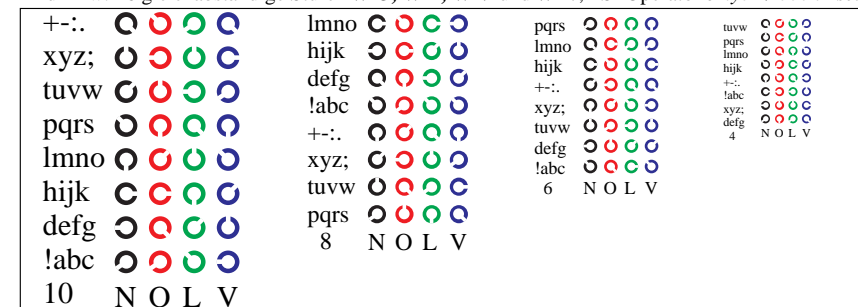 +-:.
xyz;
tuvw
pqrs
lmno
hijk
defg
!abc
10 N O L V
lmno
hijk
defg
!abc
+-:.
xyz;
tuvw
pqrs
8 N O L V
pqrs
lmno
hijk
+-:.
xyz;
tuvw
defg
!abc
6 N O L V
tuvw
pqrs
lmno
hijk
+-:.
!abc
xyz;
defg
4 N O L V